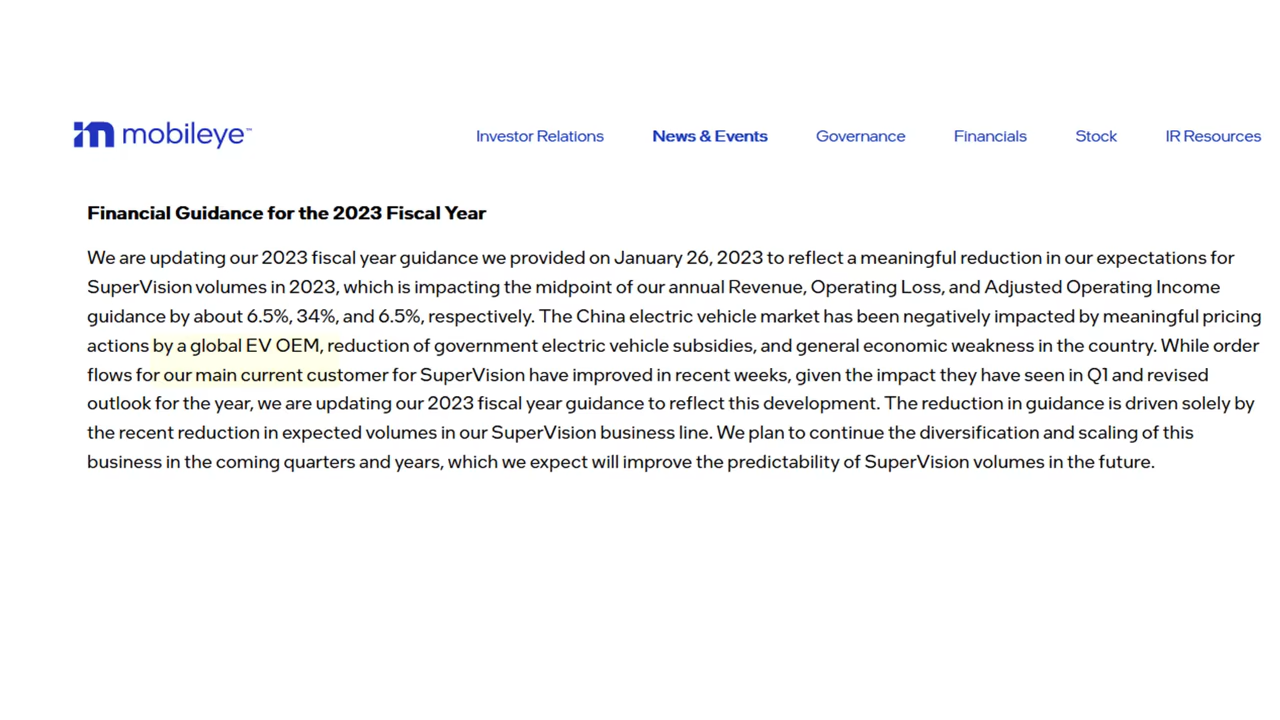 mobileye™ Investor Relations News & Events Governance Financials Stock IR Resources
Financial Guidance for the 2023 Fiscal Year
We are updating our 2023 fiscal year guidance we provided on January 26, 2023 to reflect a meaningful reduction in our expectations for
SuperVision volumes in 2023, which is impacting the midpoint of our annual Revenue, Operating Loss, and Adjusted Operating Income
guidance by about 6.5%, 34%, and 6.5%, respectively. The China electric vehicle market has been negatively impacted by meaningful pricing
actions by a global EV OEM, reduction of government electric vehicle subsidies, and general economic weakness in the country. While order
flows for our main current customer for SuperVision have improved in recent weeks, given the impact they have seen in Q1 and revised
outlook for the year, we are updating our 2023 fiscal year guidance to reflect this development. The reduction in guidance is driven solely by
the recent reduction in expected volumes in our SuperVision business line. We plan to continue the diversification and scaling of this
business in the coming quarters and years, which we expect will improve the predictability of SuperVision volumes in the future.